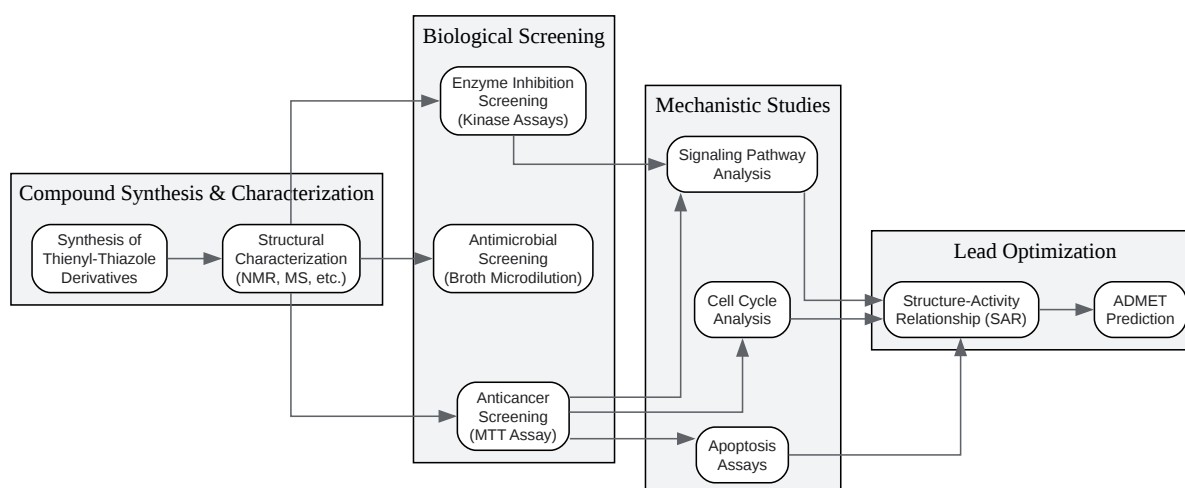 Compound Synthesis & Characterization
Synthesis of
Thienyl-Thiazole
Derivatives
Structural
Characterization
(NMR, MS, etc.)
Biological Screening
Enzyme Inhibition
Screening
(Kinase Assays)
Antimicrobial
Screening
(Broth Microdilution)
Anticancer
Screening
(MTT Assay)
Mechanistic Studies
Signaling Pathway
Analysis
Cell Cycle
Analysis
Apoptosis
Assays
Lead Optimization
Structure-Activity
Relationship (SAR)
ADMET
Prediction